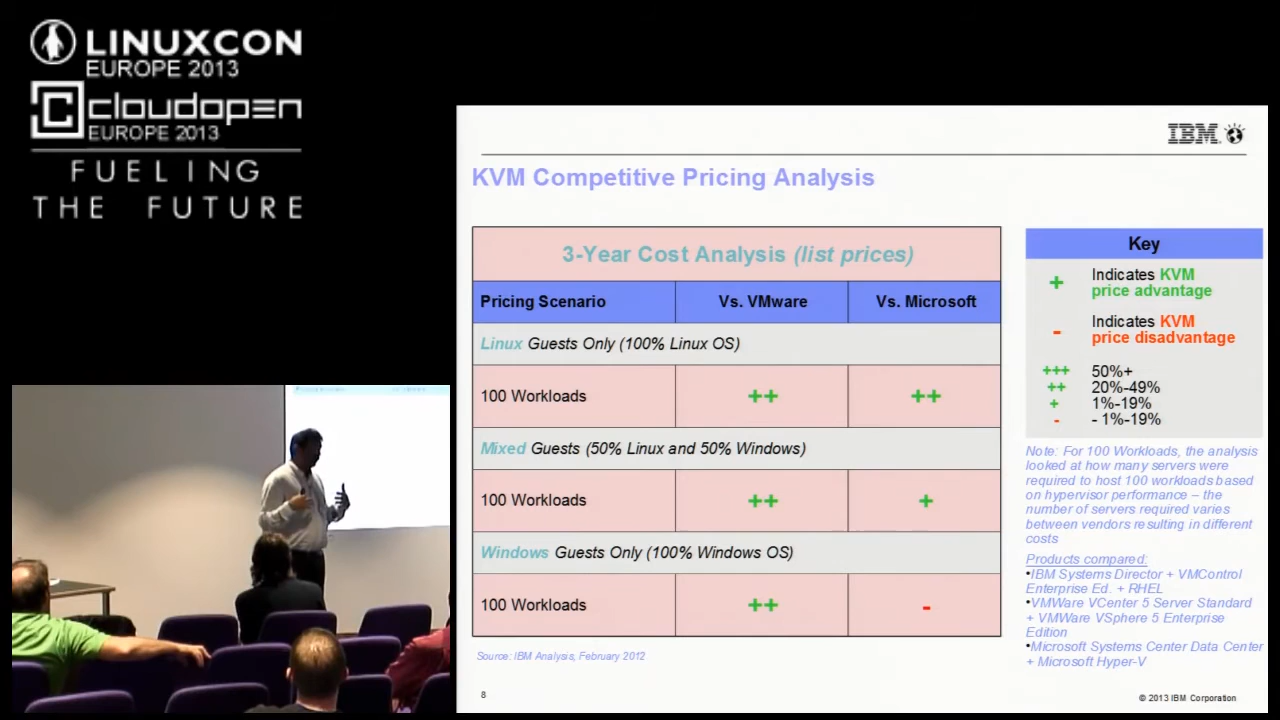 LINUXCON
EUROPE 2013
cloudopen
EUROPE 2013
FUELING
THE FUTURE
IBM
KVM Competitive Pricing Analysis
3-Year Cost Analysis (list prices)
Pricing Scenario Vs. VMware Vs. Microsoft
Linux Guests Only (100% Linux OS)
100 Workloads ++ ++
Mixed Guests (50% Linux and 50% Windows)
100 Workloads ++ +
Windows Guests Only (100% Windows OS)
100 Workloads ++ -
Source: IBM Analysis, February 2012
8
Key
+ Indicates KVM
price advantage
- Indicates KVM
price disadvantage
+++ 50%+
++ 20%-49%
+ 1%-19%
- - 1%-19%
Note: For 100 Workloads, the analysis
looked at how many servers were
required to host 100 workloads based
on hypervisor performance – the
number of servers required varies
between vendors resulting in different
costs
Products compared:
•IBM Systems Director + VMControl
Enterprise Ed. + RHEL
•VMWare VCenter 5 Server Standard
+ VMWare VSphere 5 Enterprise
Edition
•Microsoft Systems Center Data Center
+ Microsoft Hyper-V
© 2013 IBM Corporation